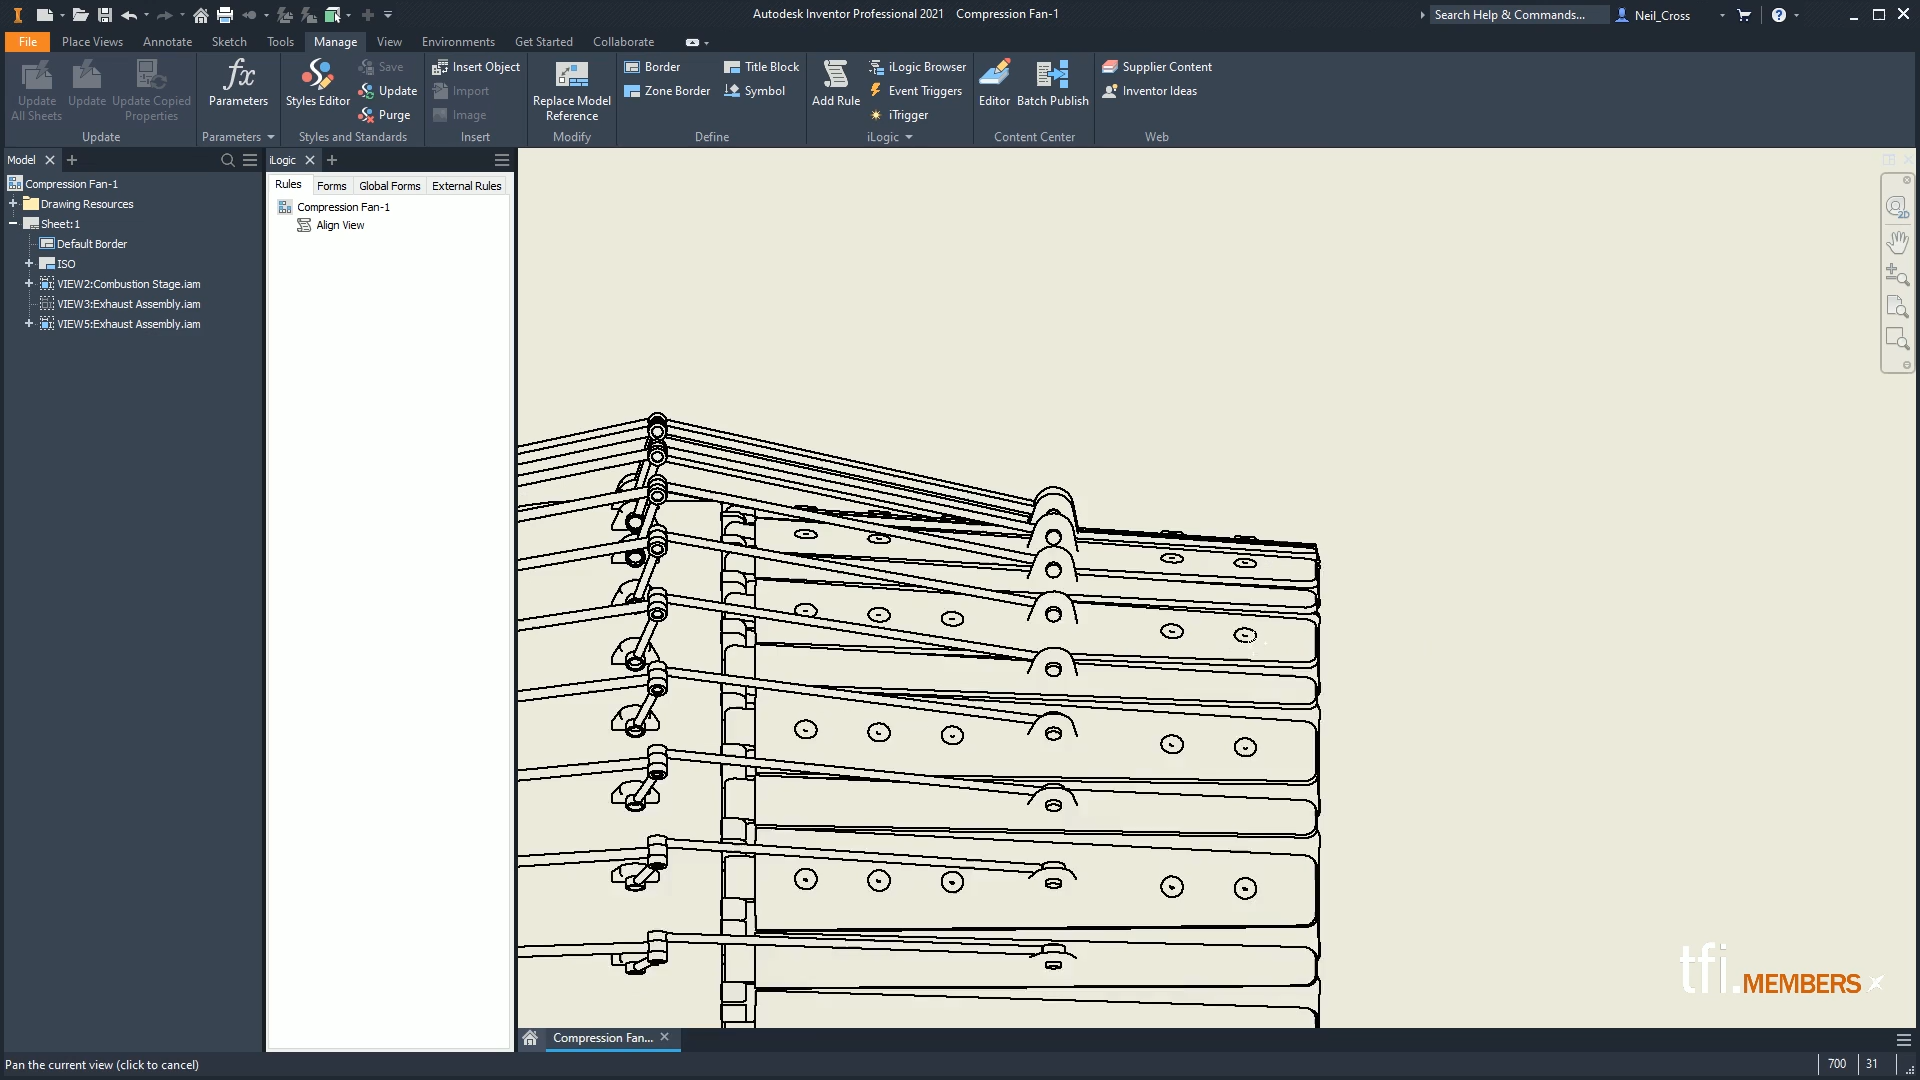 Autodesk Inventor Professional 2021 Compression Fan-1
Search Help & Commands...
Neil_Cross
File Place Views Annotate Sketch Tools Manage View Environments Get Started Collaborate
Update All Sheets
Update
Update Copied Properties
Update
Parameters
Parameters
Styles Editor
Save
Update
Purge
Styles and Standards
Insert Object
Import
Image
Insert
Replace Model Reference
Modify
Border
Zone Border
Title Block
Symbol
Define
Add Rule
iLogic Browser
Event Triggers
iTrigger
iLogic
Editor
Batch Publish
Content Center
Supplier Content
Inventor Ideas
Web
Model
Compression Fan-1
Drawing Resources
Sheet:1
Default Border
ISO
VIEW2:Combustion Stage.iam
VIEW3:Exhaust Assembly.iam
VIEW5:Exhaust Assembly.iam
iLogic
Rules Forms Global Forms External Rules
Compression Fan-1
Align View
2D
tfi.MEMBERS
Compression Fan...
Pan the current view (click to cancel)
700 31